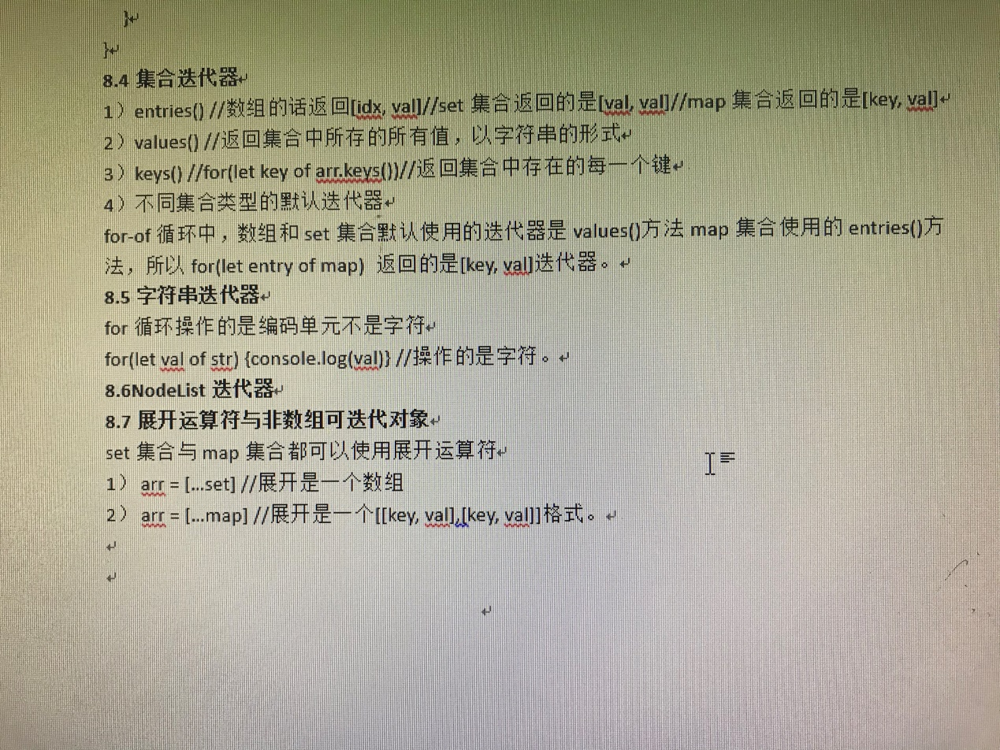 }
}
8.4 集合迭代器
1）entries() //数组的话返回[idx, val]//set 集合返回的是[val, val]//map 集合返回的是[key, val]
2）values() //返回集合中所存的所有值，以字符串的形式
3）keys() //for(let key of arr.keys())//返回集合中存在的每一个键
4）不同集合类型的默认迭代器
for-of 循环中，数组和 set 集合默认使用的迭代器是 values()方法 map 集合使用的 entries()方
法，所以 for(let entry of map) 返回的是[key, val]迭代器。
8.5 字符串迭代器
for 循环操作的是编码单元不是字符
for(let val of str) {console.log(val)} //操作的是字符。
8.6NodeList 迭代器
8.7 展开运算符与非数组可迭代对象
set 集合与 map 集合都可以使用展开运算符
1） arr = [...set] //展开是一个数组
2） arr = [...map] //展开是一个[[key, val],[key, val]]格式。